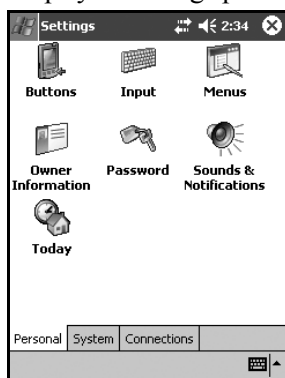 Settings 2:34
Buttons Input Menus
Owner Information Password Sounds & Notifications
Today
Personal System Connections